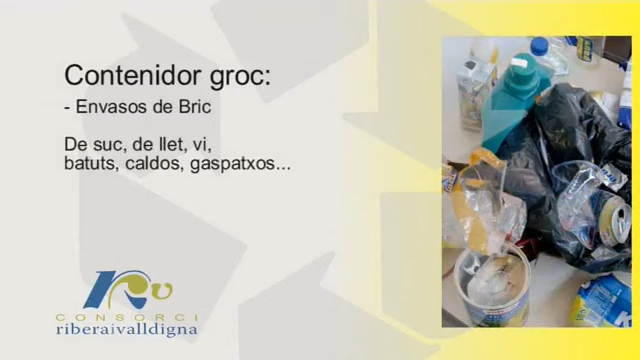 Contenidor groc:
- Envasos de Bric
De suc, de llet, vi,
batuts, caldos, gaspatxos...
CONSORCI
riberaivalldigna